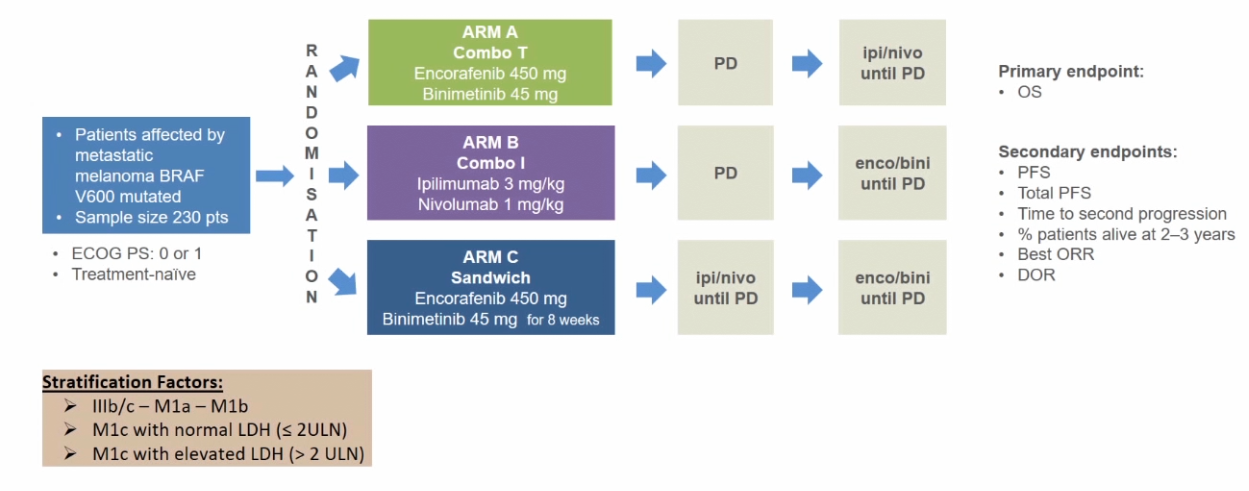 • Patients affected by
metastatic
melanoma BRAF
V600 mutated
• Sample size 230 pts
• ECOG PS: 0 or 1
• Treatment-naïve
RANDOMISATION
ARM A
Combo T
Encorafenib 450 mg
Binimetinib 45 mg
PD
ipi/nivo
until PD
ARM B
Combo I
Ipilimumab 3 mg/kg
Nivolumab 1 mg/kg
PD
enco/bini
until PD
ARM C
Sandwich
Encorafenib 450 mg
Binimetinib 45 mg for 8 weeks
ipi/nivo
until PD
enco/bini
until PD
Primary endpoint:
• OS
Secondary endpoints:
• PFS
• Total PFS
• Time to second progression
• % patients alive at 2–3 years
• Best ORR
• DOR
Stratification Factors:
➢ IIIb/c – M1a – M1b
➢ M1c with normal LDH (≤ 2ULN)
➢ M1c with elevated LDH (> 2 ULN)